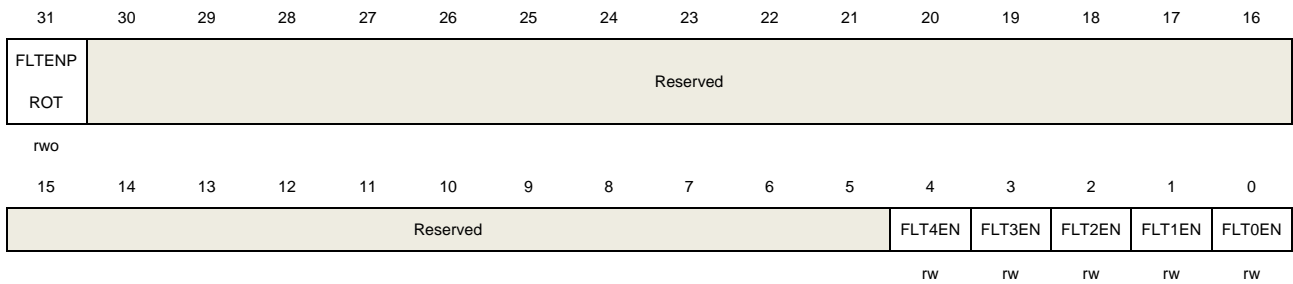 31 30 29 28 27 26 25 24 23 22 21 20 19 18 17 16
FLTENP
ROT
Reserved
rwo
15 14 13 12 11 10 9 8 7 6 5 4 3 2 1 0
Reserved FLT4EN FLT3EN FLT2EN FLT1EN FLT0EN
rw rw rw rw rw